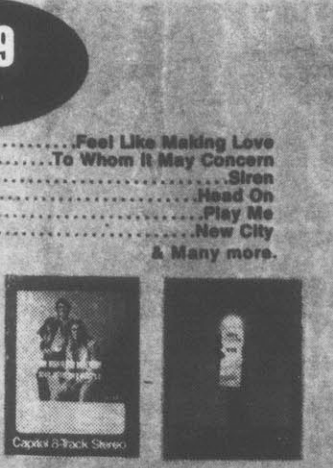 9
..........Feel Like Making Love
.......To Whom It May Concern
..............................Siren
..........................Head On
...........................Play Me
..........................New City
& Many more.
Capitol 8-Track Stereo